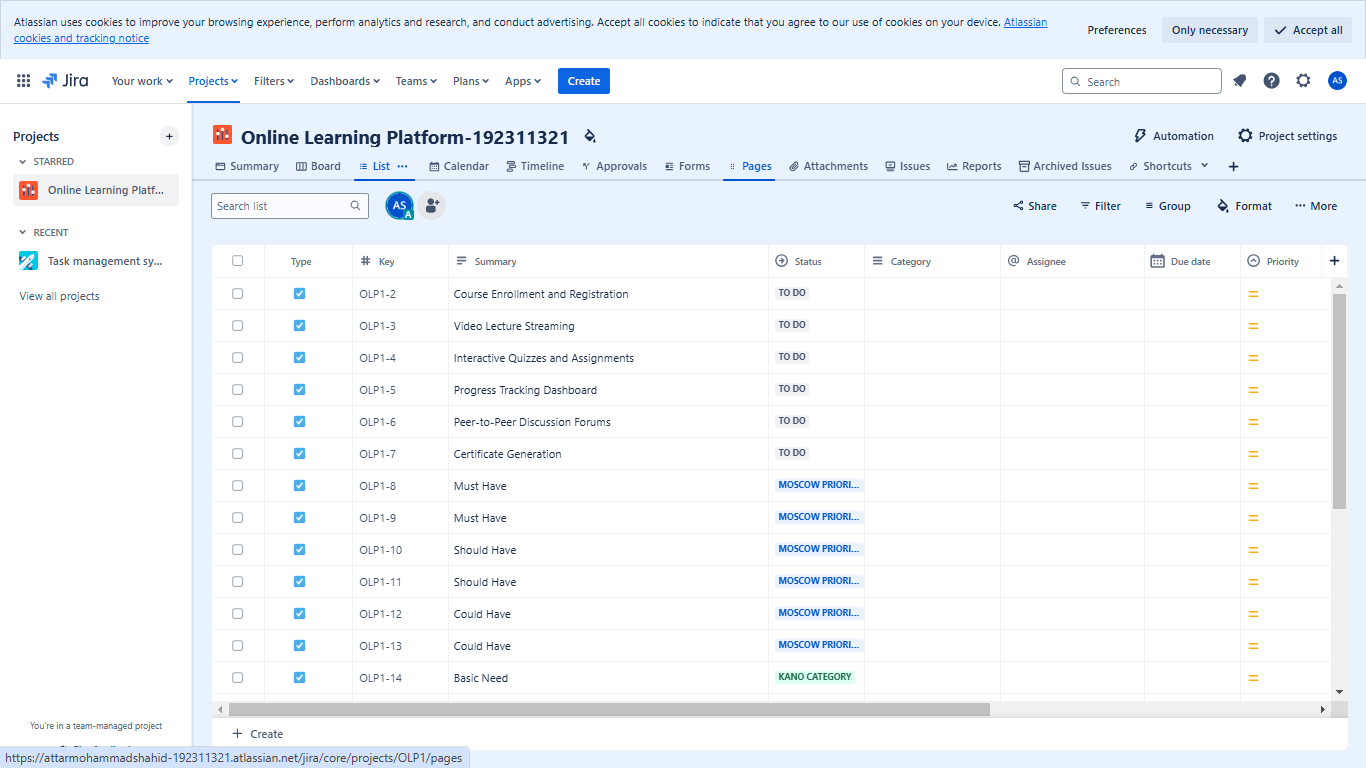 Atlassian uses cookies to improve your browsing experience, perform analytics and research, and conduct advertising. Accept all cookies to indicate that you agree to our use of cookies on your device. Atlassian
cookies and tracking notice
Preferences
Only necessary
Accept all
Jira
Your work
Projects
Filters
Dashboards
Teams
Plans
Apps
Create
Search
AS
Projects
STARRED
Online Learning Platf...
RECENT
Task management sy...
View all projects
Online Learning Platform-192311321
Automation
Project settings
Summary
Board
List
Calendar
Timeline
Approvals
Forms
Pages
Attachments
Issues
Reports
Archived Issues
Shortcuts
Search list
AS
A
Share
Filter
Group
Format
More
Type Key Summary Status Category Assignee Due date Priority
OLP1-2 Course Enrollment and Registration TO DO
OLP1-3 Video Lecture Streaming TO DO
OLP1-4 Interactive Quizzes and Assignments TO DO
OLP1-5 Progress Tracking Dashboard TO DO
OLP1-6 Peer-to-Peer Discussion Forums TO DO
OLP1-7 Certificate Generation TO DO
OLP1-8 Must Have MOSCOW PRIORI...
OLP1-9 Must Have MOSCOW PRIORI...
OLP1-10 Should Have MOSCOW PRIORI...
OLP1-11 Should Have MOSCOW PRIORI...
OLP1-12 Could Have MOSCOW PRIORI...
OLP1-13 Could Have MOSCOW PRIORI...
OLP1-14 Basic Need KANO CATEGORY
Create
You're in a team-managed project
https://attarmohammadshahid-192311321.atlassian.net/jira/core/projects/OLP1/pages